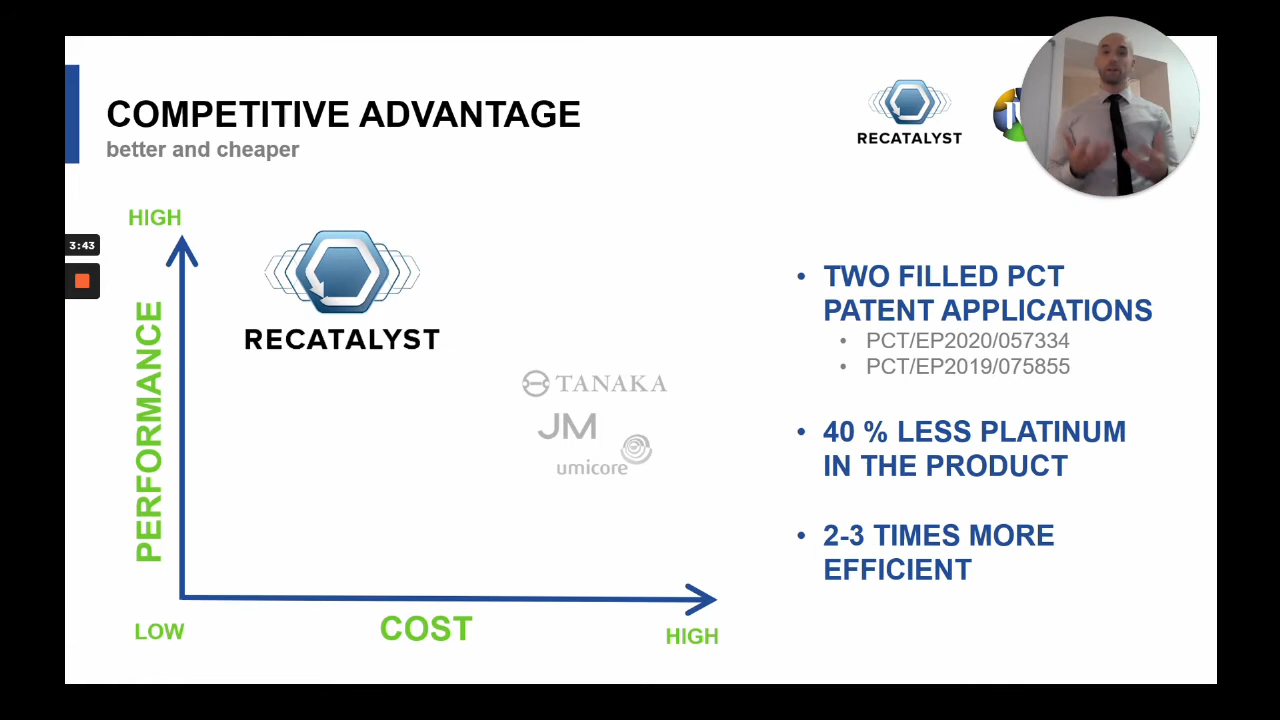 COMPETITIVE ADVANTAGE
better and cheaper
RECATALYST
HIGH
3:43
PERFORMANCE
RECATALYST
TANAKA
JM
umicore
LOW
COST
HIGH
• TWO FILLED PCT
PATENT APPLICATIONS
• PCT/EP2020/057334
• PCT/EP2019/075855
• 40 % LESS PLATINUM
IN THE PRODUCT
• 2-3 TIMES MORE
EFFICIENT